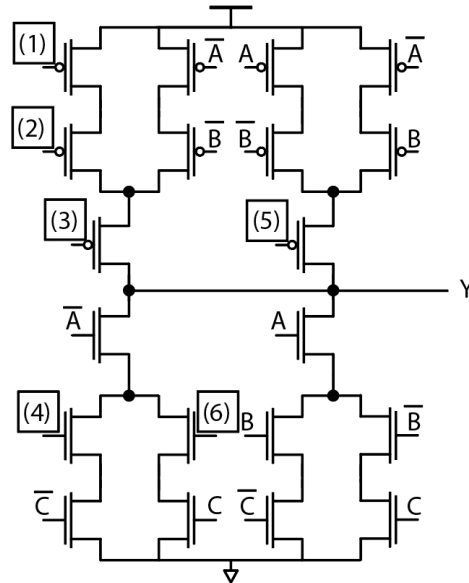 (1) A̅ A A̅
(2) B̅ B̅ B
(3) (5)
Y
A̅ A
(4) (6) B B̅
C̅ C C̅ C